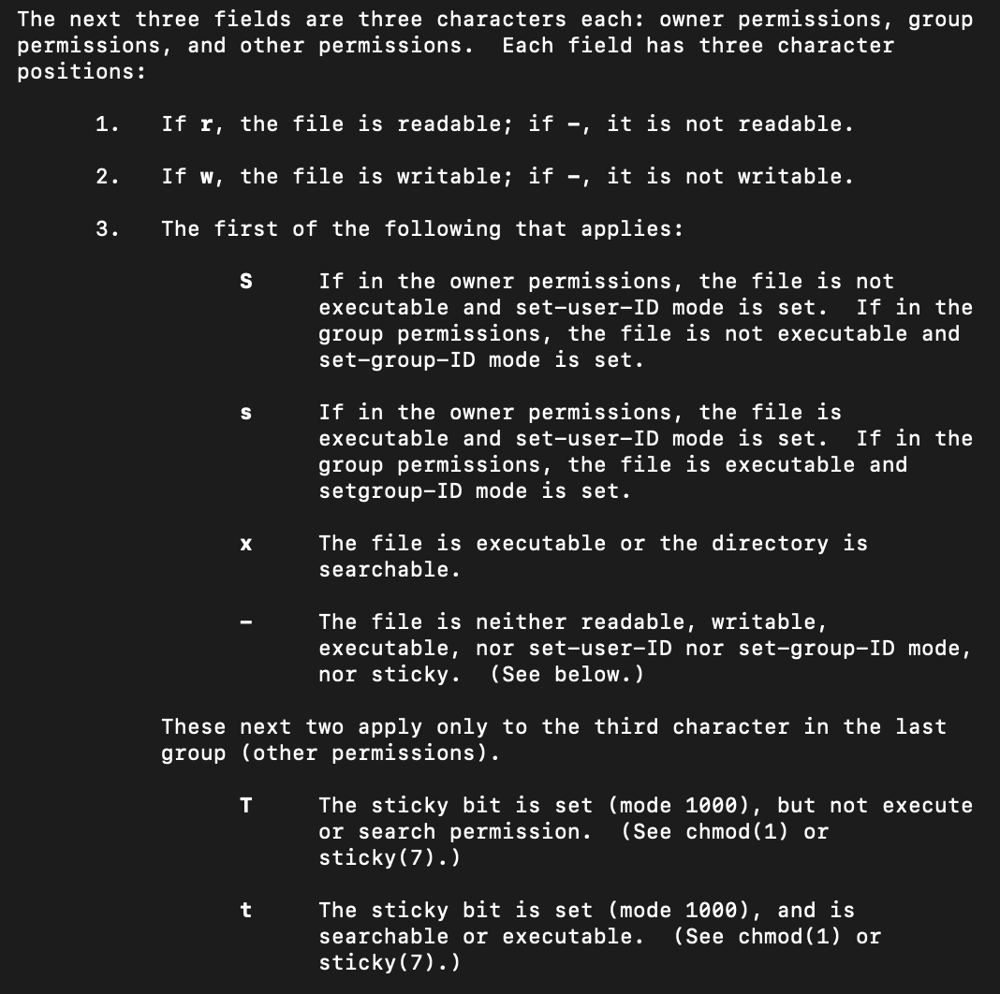 The next three fields are three characters each: owner permissions, group
permissions, and other permissions.  Each field has three character
positions:
1.   If r, the file is readable; if –, it is not readable.
2.   If w, the file is writable; if –, it is not writable.
3.   The first of the following that applies:
S     If in the owner permissions, the file is not
executable and set–user–ID mode is set.  If in the
group permissions, the file is not executable and
set–group–ID mode is set.
s     If in the owner permissions, the file is
executable and set–user–ID mode is set.  If in the
group permissions, the file is executable and
setgroup–ID mode is set.
x     The file is executable or the directory is
searchable.
–     The file is neither readable, writable,
executable, nor set–user–ID nor set–group–ID mode,
nor sticky.  (See below.)
These next two apply only to the third character in the last
group (other permissions).
T     The sticky bit is set (mode 1000), but not execute
or search permission.  (See chmod(1) or
sticky(7).)
t     The sticky bit is set (mode 1000), and is
searchable or executable.  (See chmod(1) or
sticky(7).)